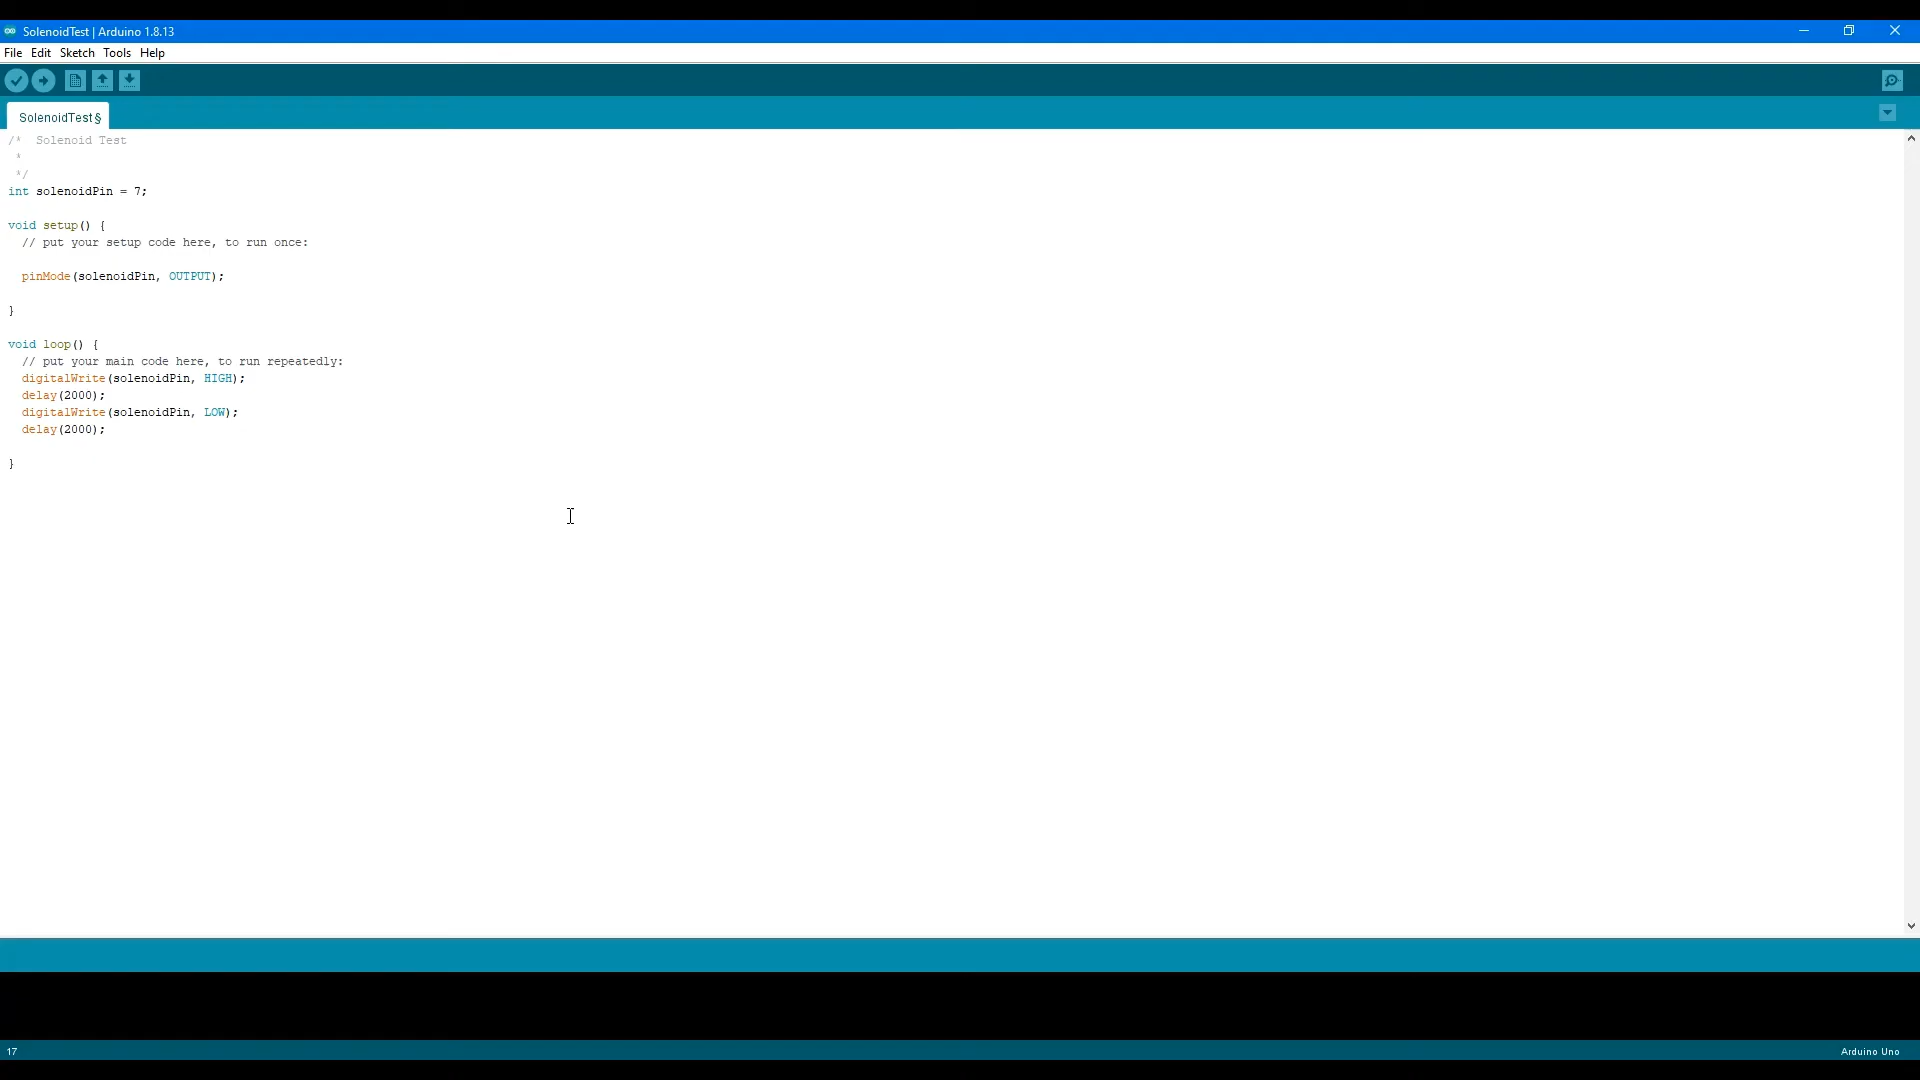 SolenoidTest | Arduino 1.8.13
File Edit Sketch Tools Help
SolenoidTest§
/*  Solenoid Test
 *
 */
int solenoidPin = 7;
void setup() {
  // put your setup code here, to run once:
  pinMode(solenoidPin, OUTPUT);
}
void loop() {
  // put your main code here, to run repeatedly:
  digitalWrite(solenoidPin, HIGH);
  delay(2000);
  digitalWrite(solenoidPin, LOW);
  delay(2000);
}
17
Arduino Uno